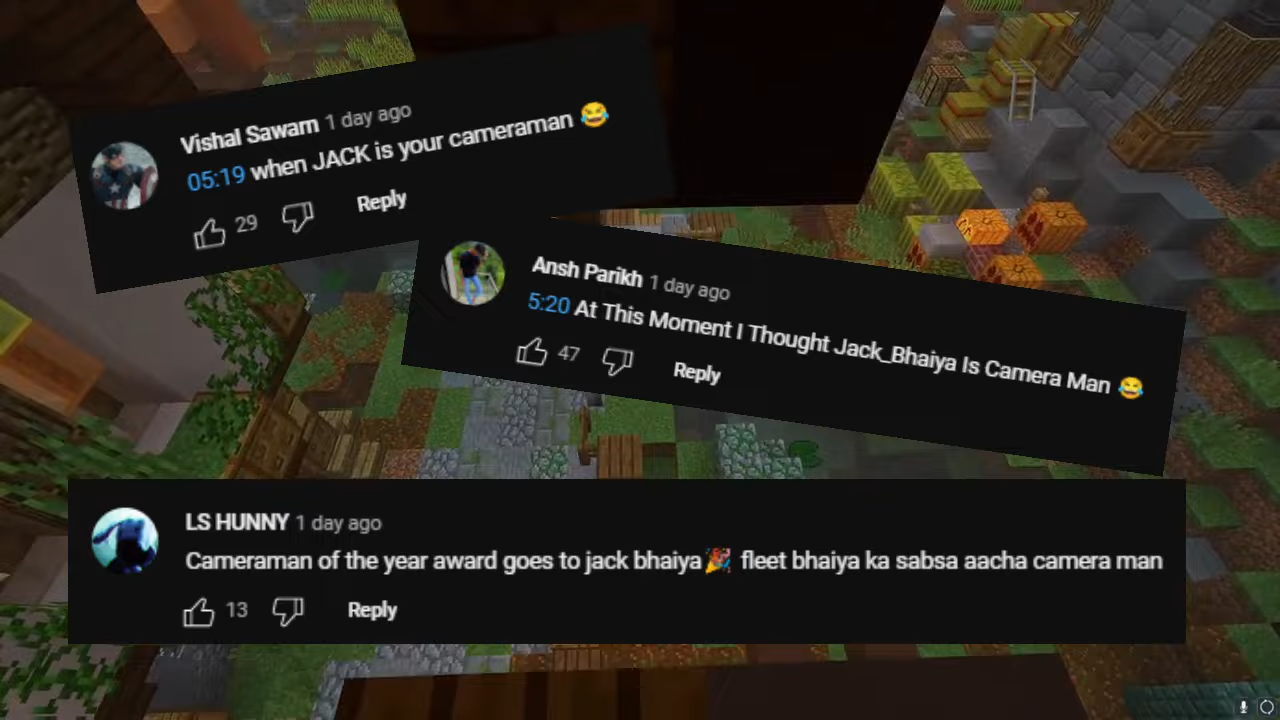 Vishal Sawarn 1 day ago
05:19 when JACK is your cameraman 😂
29 Reply
Ansh Parikh 1 day ago
5:20 At This Moment I Thought Jack_Bhaiya Is Camera Man 😂
47 Reply
LS HUNNY 1 day ago
Cameraman of the year award goes to jack bhaiya🎉 fleet bhaiya ka sabsa aacha camera man
13 Reply